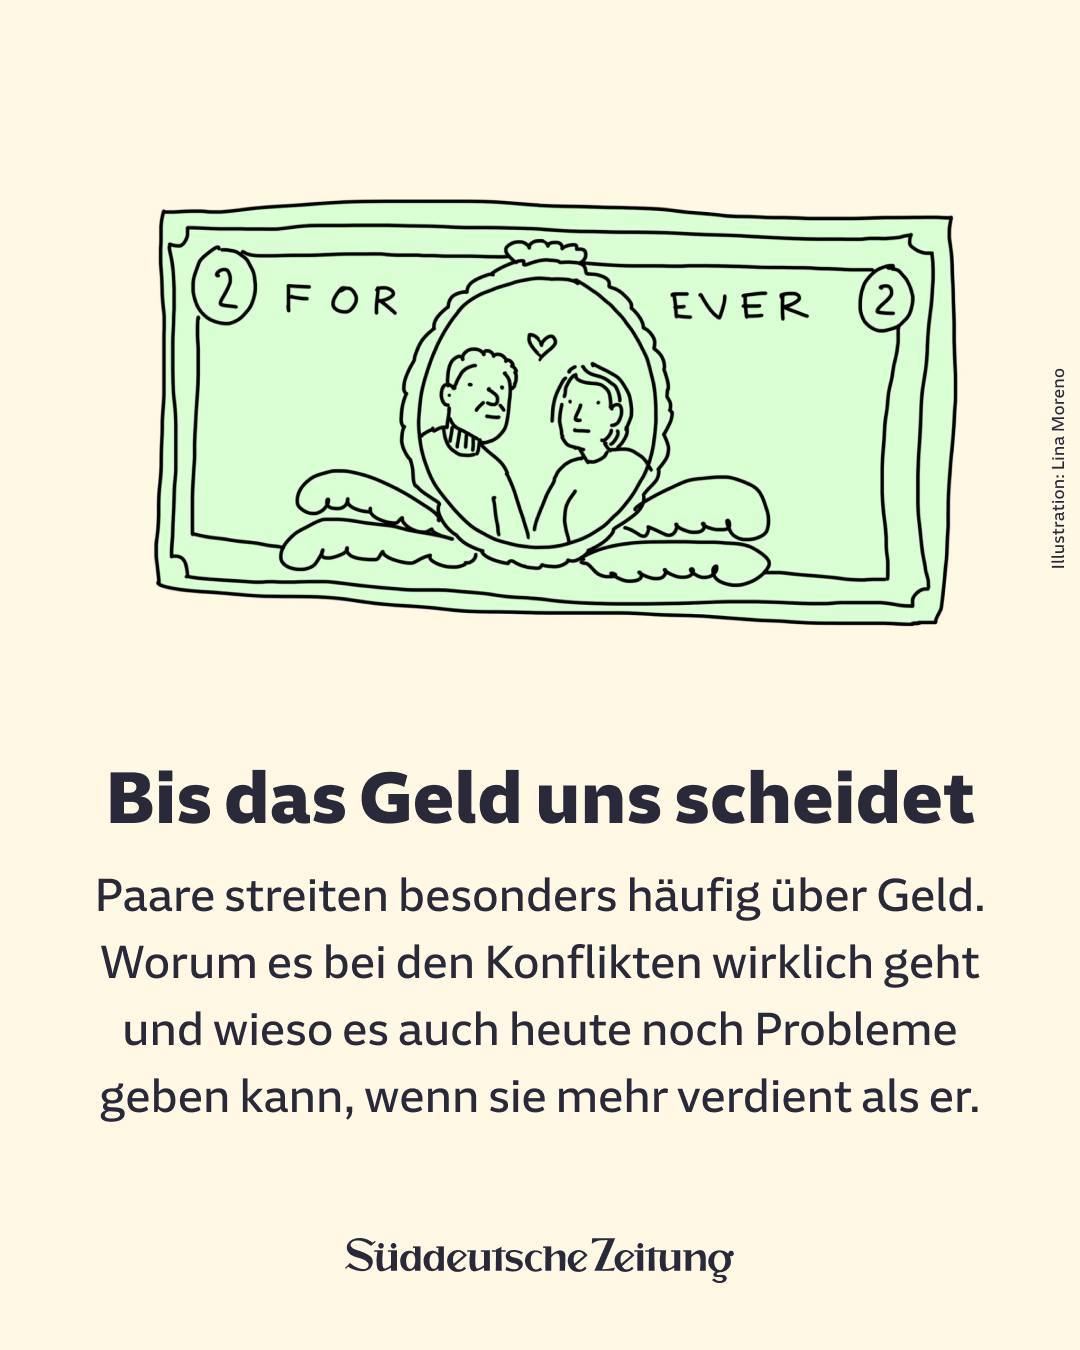 2 FOR EVER 2
Illustration: Lina Moreno
Bis das Geld uns scheidet
Paare streiten besonders häufig über Geld.
Worum es bei den Konflikten wirklich geht
und wieso es auch heute noch Probleme
geben kann, wenn sie mehr verdient als er.
Süddeutsche Zeitung